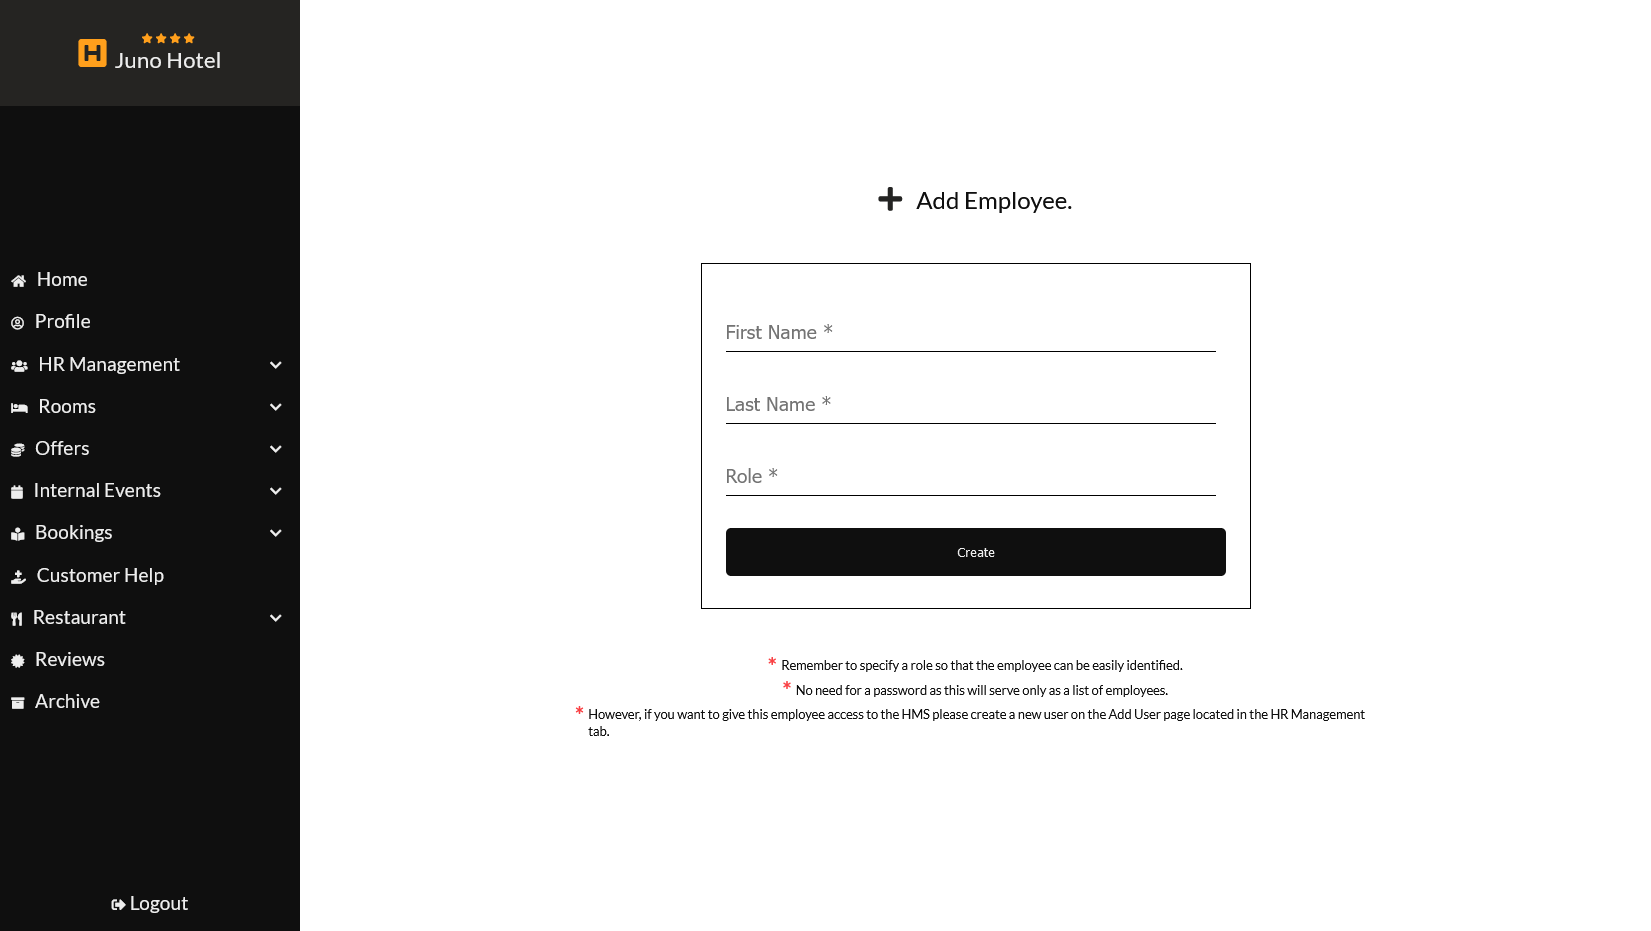 Juno Hotel
Home
Profile
HR Management
Rooms
Offers
Internal Events
Bookings
Customer Help
Restaurant
Reviews
Archive
Logout
Add Employee.
First Name *
Last Name *
Role *
Create
* Remember to specify a role so that the employee can be easily identified.
* No need for a password as this will serve only as a list of employees.
* However, if you want to give this employee access to the HMS please create a new user on the Add User page located in the HR Management
tab.